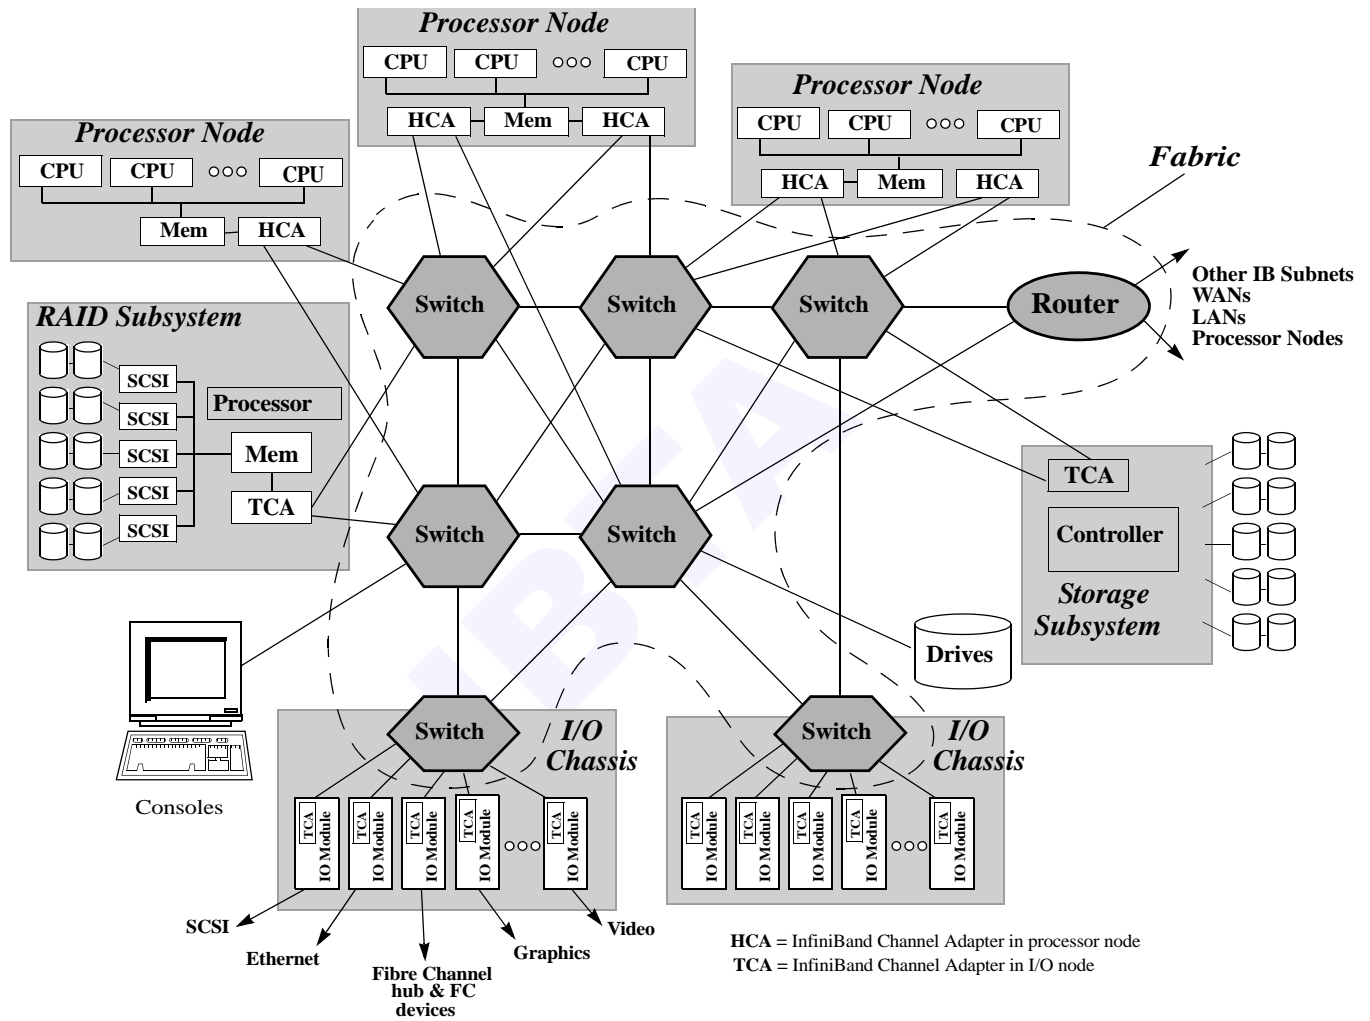 Processor Node
CPU CPU CPU
HCA Mem HCA
Processor Node
CPU CPU CPU
HCA Mem HCA
Processor Node
CPU CPU CPU
Mem HCA
Fabric
Switch Switch Switch Router
Other IB Subnets
WANs
LANs
Processor Nodes
RAID Subsystem
SCSI
SCSI
SCSI
SCSI
SCSI
Processor
Mem
TCA
Switch Switch
TCA
Controller
Storage
Subsystem
Drives
Consoles
Switch
I/O
Chassis
TCA IO Module
TCA IO Module
TCA IO Module
TCA IO Module
TCA IO Module
Switch
I/O
Chassis
TCA IO Module
TCA IO Module
TCA IO Module
TCA IO Module
TCA IO Module
SCSI
Ethernet
Fibre Channel
hub & FC
devices
Graphics
Video
HCA = InfiniBand Channel Adapter in processor node
TCA = InfiniBand Channel Adapter in I/O node
IBTA